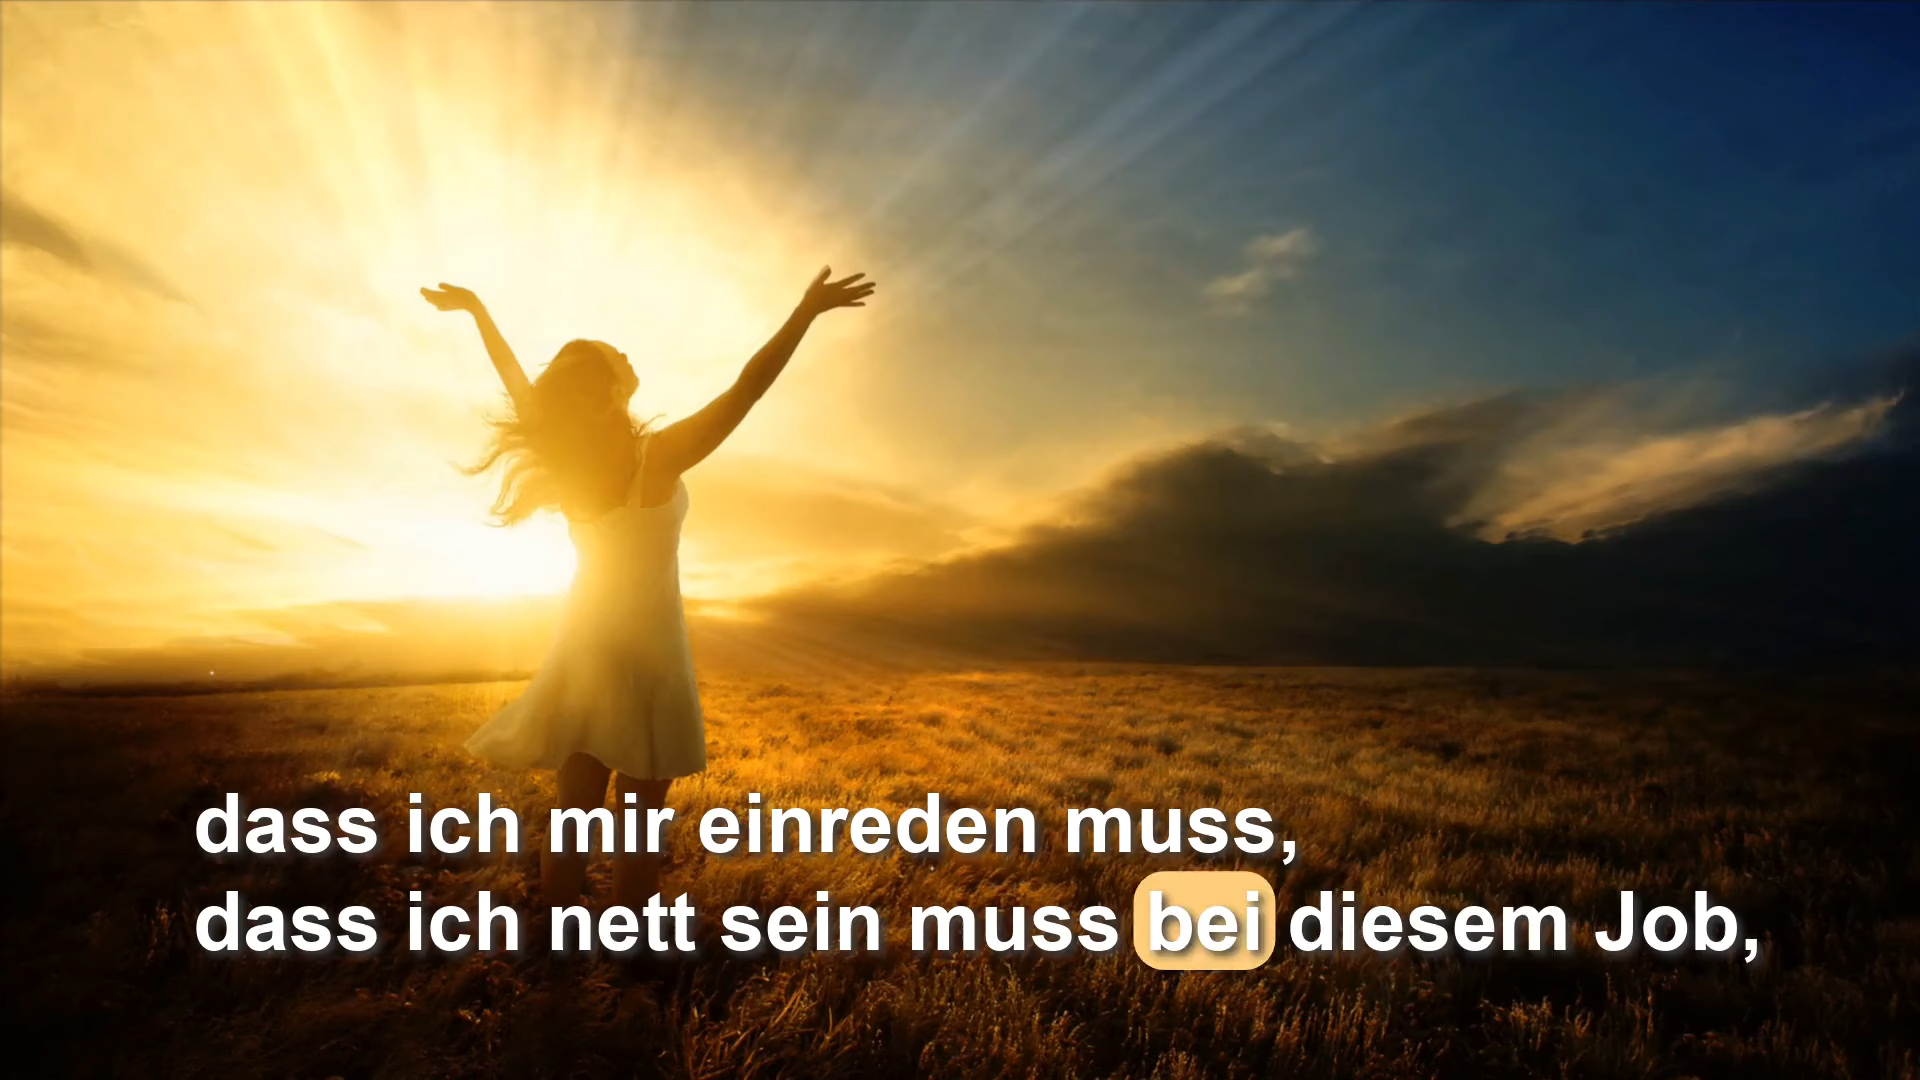 dass ich mir einreden muss,
dass ich nett sein muss bei diesem Job,